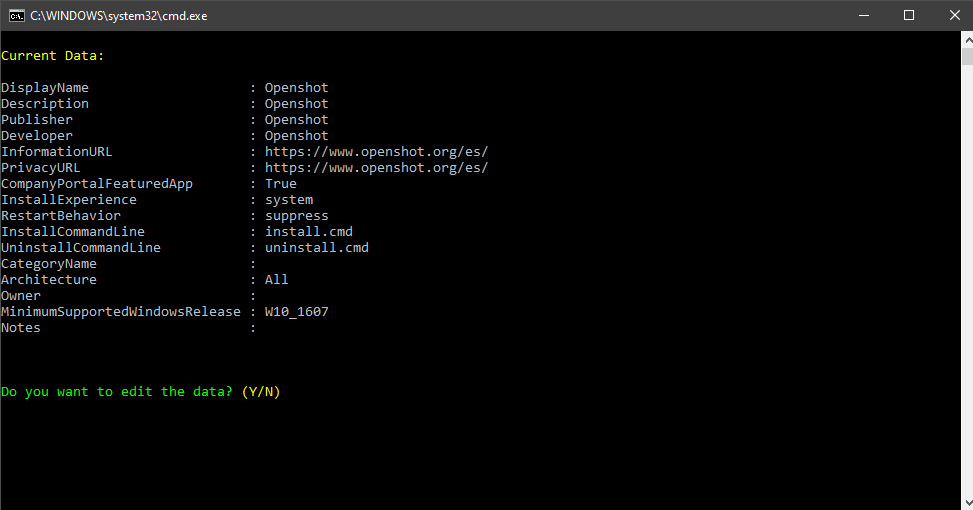 C:\WINDOWS\system32\cmd.exe
Current Data:
DisplayName : Openshot
Description : Openshot
Publisher : Openshot
Developer : Openshot
InformationURL : https://www.openshot.org/es/
PrivacyURL : https://www.openshot.org/es/
CompanyPortalFeaturedApp : True
InstallExperience : system
RestartBehavior : suppress
InstallCommandLine : install.cmd
UninstallCommandLine : uninstall.cmd
CategoryName :
Architecture : All
Owner :
MinimumSupportedWindowsRelease : W10_1607
Notes :
Do you want to edit the data? (Y/N)